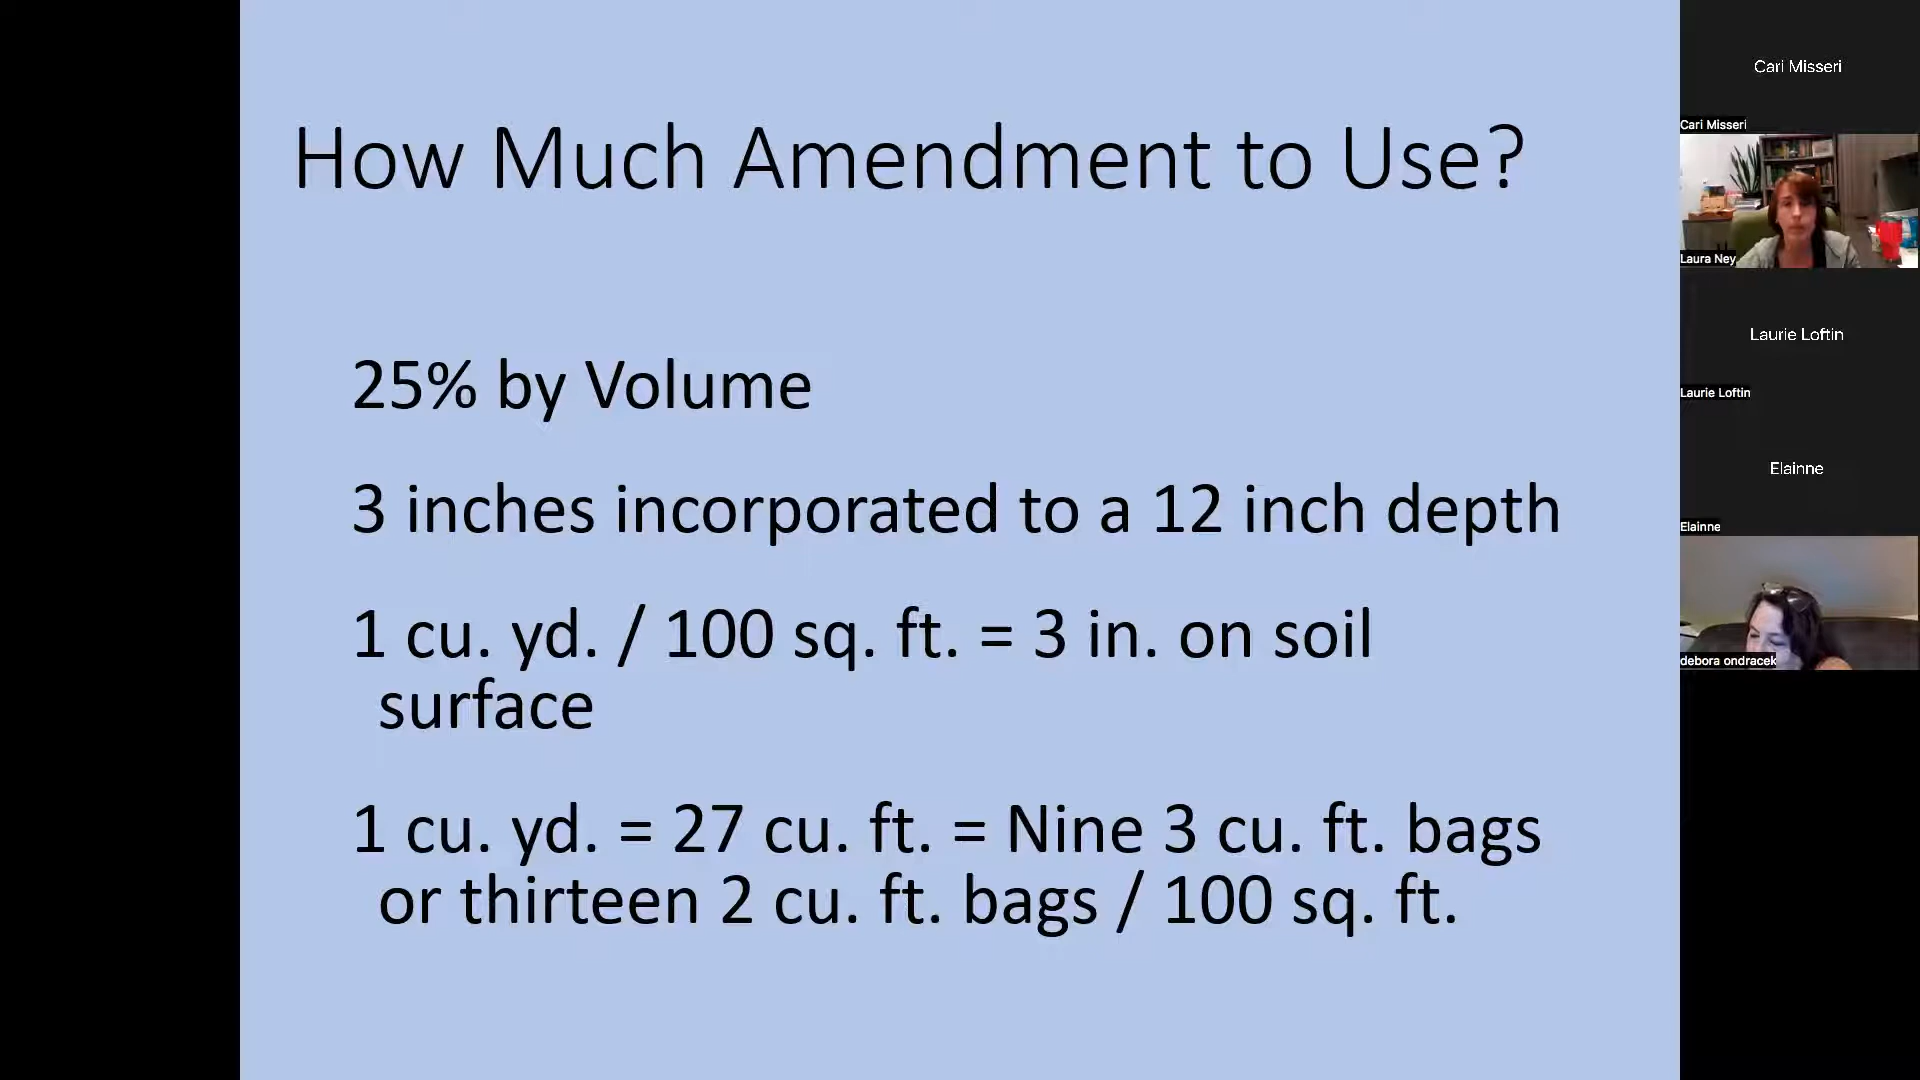 How Much Amendment to Use?
25% by Volume
3 inches incorporated to a 12 inch depth
1 cu. yd. / 100 sq. ft. = 3 in. on soil
surface
1 cu. yd. = 27 cu. ft. = Nine 3 cu. ft. bags
or thirteen 2 cu. ft. bags / 100 sq. ft.
Cari Misseri
Cari Misseri
Laura Ney
Laurie Loftin
Laurie Loftin
Elainne
Elainne
debora ondracek